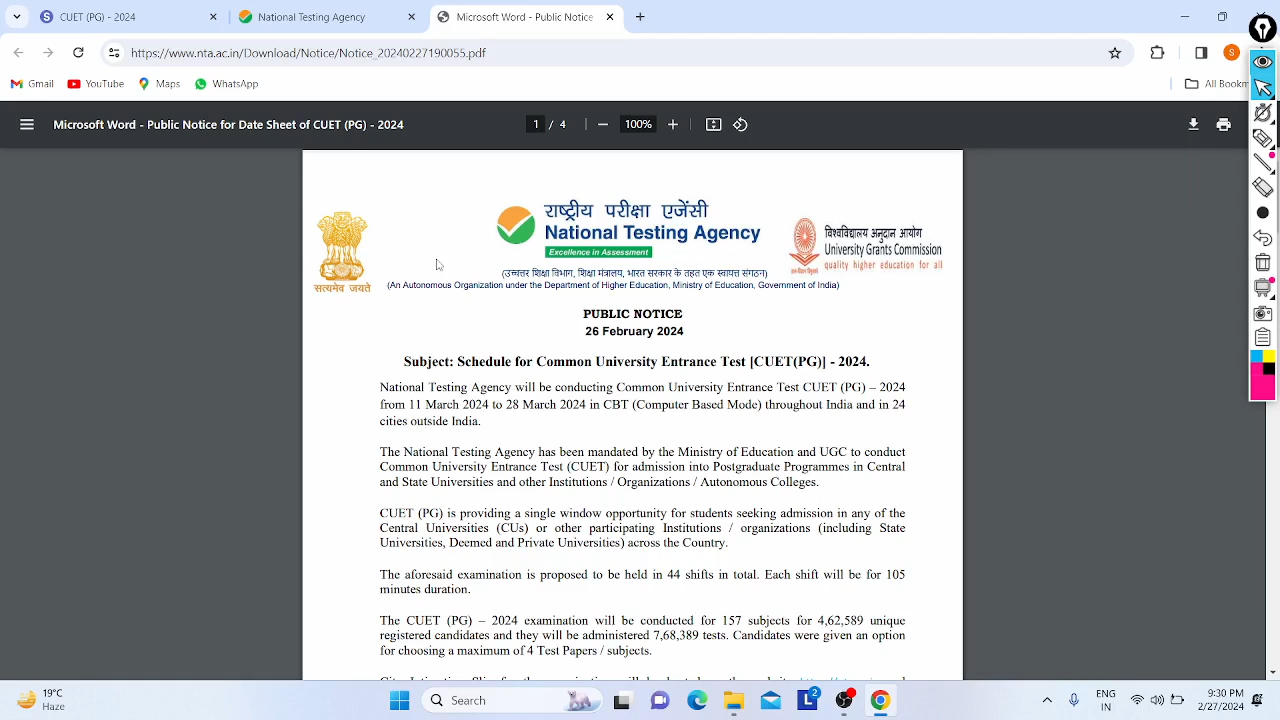 CUET (PG) - 2024
National Testing Agency
Microsoft Word - Public Notice
https://www.nta.ac.in/Download/Notice/Notice_20240227190055.pdf
S
Gmail
YouTube
Maps
WhatsApp
All Bookm
Microsoft Word - Public Notice for Date Sheet of CUET (PG) - 2024
1 / 4
100%
राष्ट्रीय परीक्षा एजेंसी
National Testing Agency
Excellence in Assessment
सत्यमेव जयते
विश्वविद्यालय अनुदान आयोग
University Grants Commission
quality higher education for all
(उच्चतर शिक्षा विभाग, शिक्षा मंत्रालय, भारत सरकार के तहत एक स्वायत्त संगठन)
(An Autonomous Organization under the Department of Higher Education, Ministry of Education, Government of India)
PUBLIC NOTICE
26 February 2024
Subject: Schedule for Common University Entrance Test [CUET(PG)] - 2024.
National Testing Agency will be conducting Common University Entrance Test CUET (PG) – 2024
from 11 March 2024 to 28 March 2024 in CBT (Computer Based Mode) throughout India and in 24
cities outside India.
The National Testing Agency has been mandated by the Ministry of Education and UGC to conduct
Common University Entrance Test (CUET) for admission into Postgraduate Programmes in Central
and State Universities and other Institutions / Organizations / Autonomous Colleges.
CUET (PG) is providing a single window opportunity for students seeking admission in any of the
Central Universities (CUs) or other participating Institutions / organizations (including State
Universities, Deemed and Private Universities) across the Country.
The aforesaid examination is proposed to be held in 44 shifts in total. Each shift will be for 105
minutes duration.
The CUET (PG) – 2024 examination will be conducted for 157 subjects for 4,62,589 unique
registered candidates and they will be administered 7,68,389 tests. Candidates were given an option
for choosing a maximum of 4 Test Papers / subjects.
19°C
Haze
Search
2
ENG
IN
9:30 PM
2/27/2024